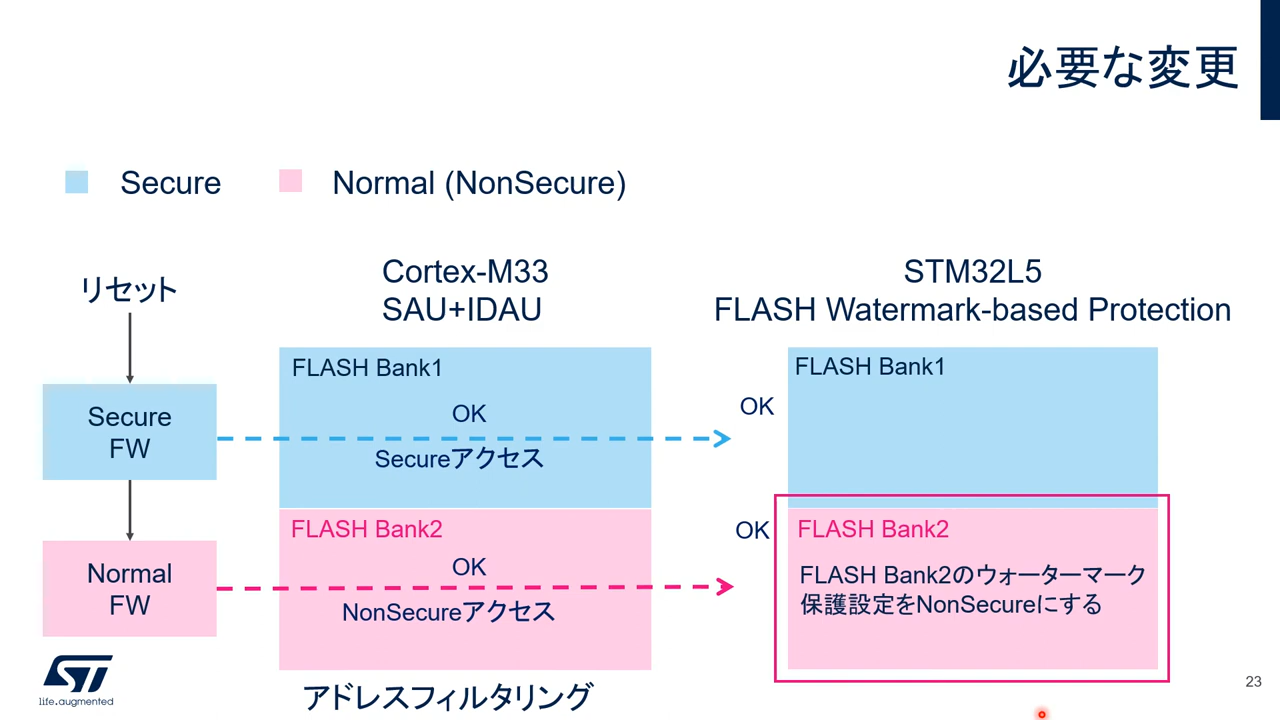 必要な変更
Secure
Normal (NonSecure)
リセット
Secure
FW
Normal
FW
Cortex-M33
SAU+IDAU
FLASH Bank1
OK
Secureアクセス
FLASH Bank2
OK
NonSecureアクセス
アドレスフィルタリング
STM32L5
FLASH Watermark-based Protection
OK
FLASH Bank1
OK
FLASH Bank2
FLASH Bank2のウォーターマーク
保護設定をNonSecureにする
ST
life.augmented
23